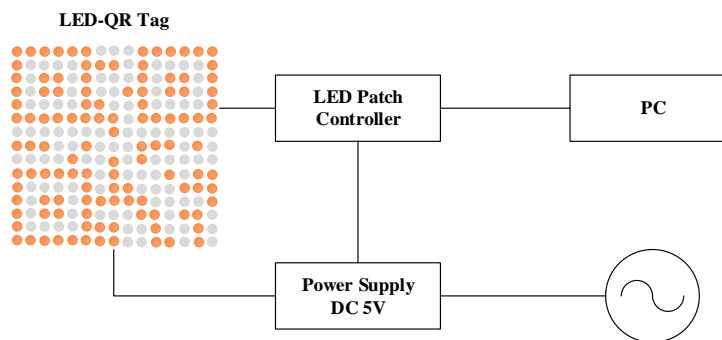 LED-QR Tag
LED Patch
Controller
PC
Power Supply
DC 5V